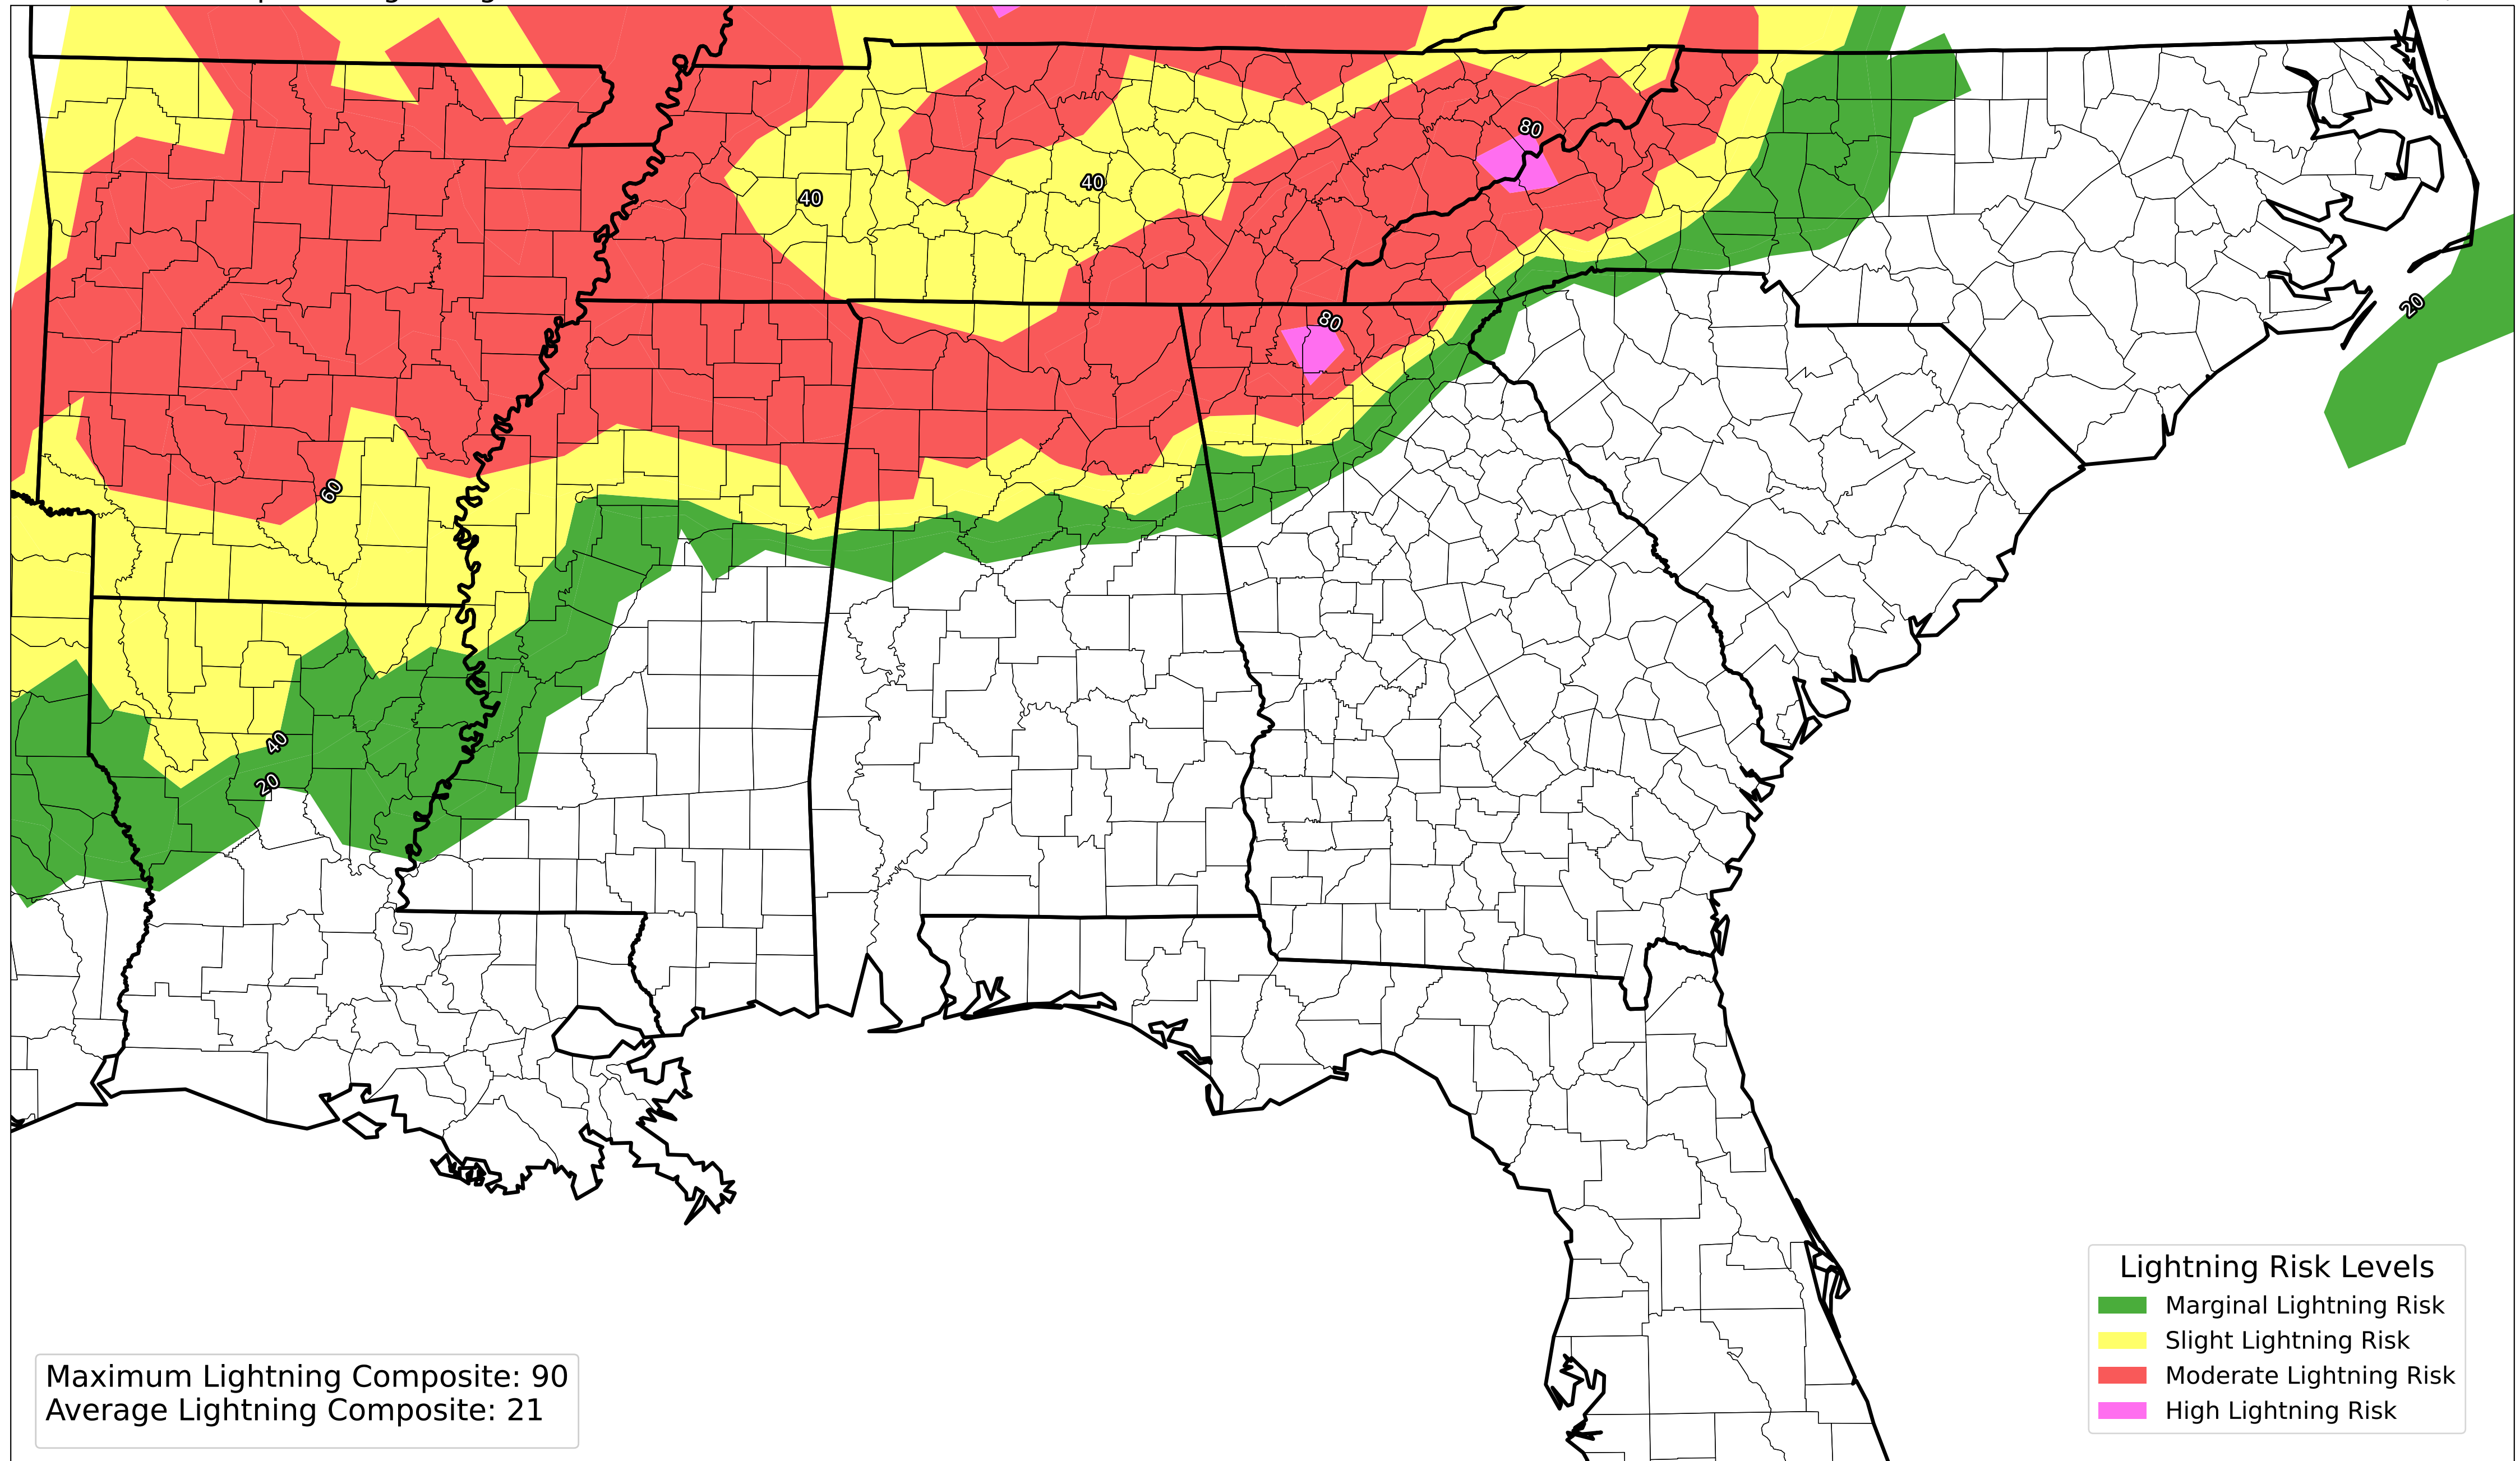 80
40
40
80
20
60
40
20
Lightning Risk Levels
Marginal Lightning Risk
Slight Lightning Risk
Moderate Lightning Risk
High Lightning Risk
Maximum Lightning Composite: 90
Average Lightning Composite: 21